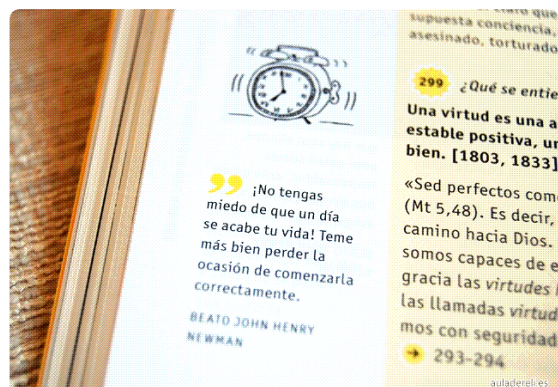 ¡No tengas
miedo de que un día
se acabe tu vida! Teme
más bien perder la
ocasión de comenzarla
correctamente.
BEATO JOHN HENRY
NEWMAN
claro que
supuesta conciencia,
asesinado, torturado
299 ¿Qué se entie
Una virtud es una a
estable positiva, un
bien. [1803, 1833]
«Sed perfectos com
(Mt 5,48). Es decir,
camino hacia Dios.
somos capaces de e
gracia las virtudes
las llamadas virtud
mos con seguridad
293-294
auladereli.es